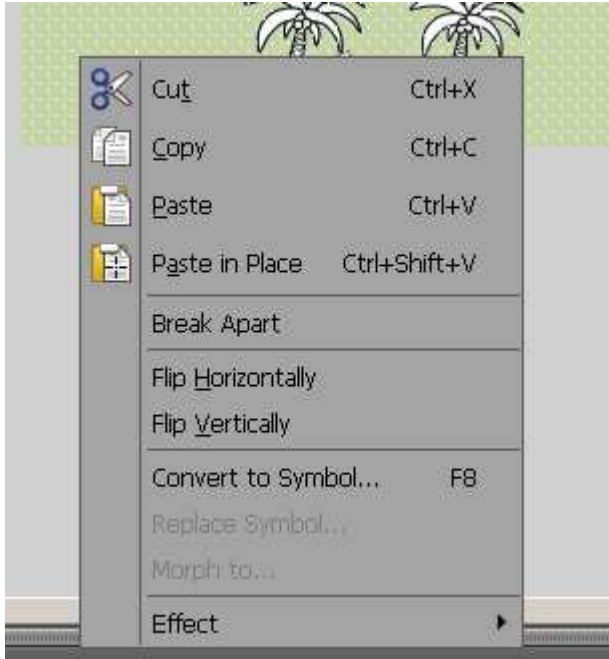 Cut Ctrl+X
Copy Ctrl+C
Paste Ctrl+V
Paste in Place Ctrl+Shift+V
Break Apart
Flip Horizontally
Flip Vertically
Convert to Symbol... F8
Replace Symbol...
Morph to...
Effect